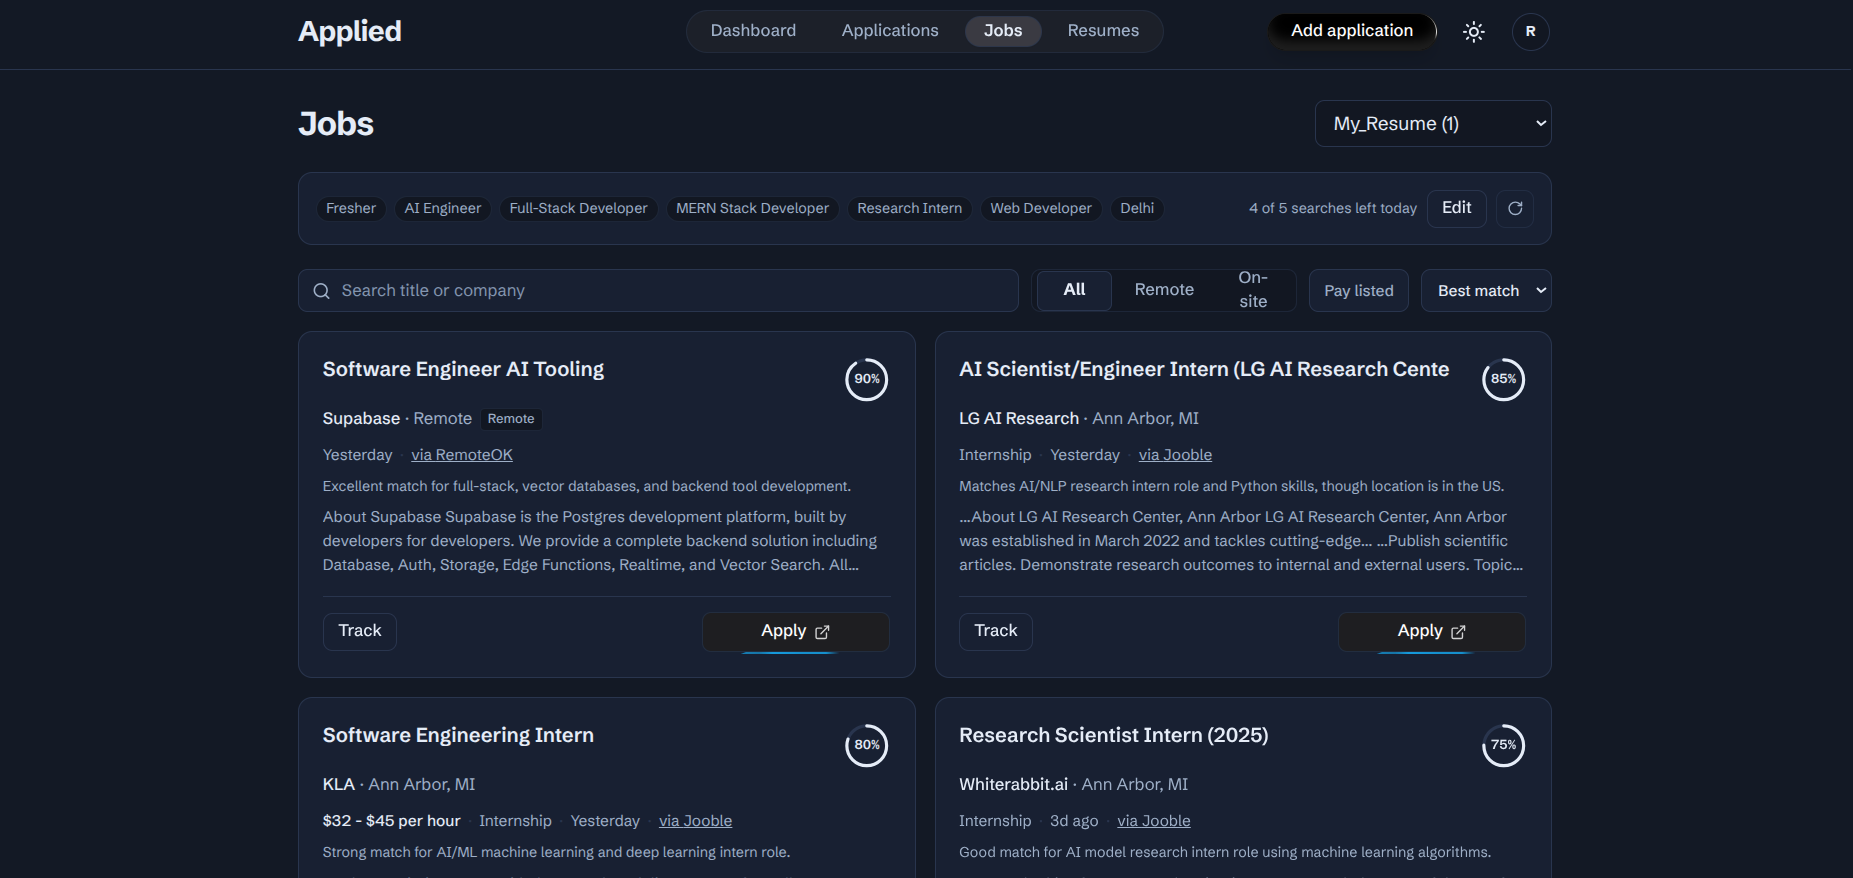 Applied
Dashboard
Applications
Jobs
Resumes
Add application
R
Jobs
My_Resume (1)
Fresher
AI Engineer
Full-Stack Developer
MERN Stack Developer
Research Intern
Web Developer
Delhi
4 of 5 searches left today
Edit
Search title or company
All
Remote
On-
site
Pay listed
Best match
Software Engineer AI Tooling
90%
Supabase · Remote Remote
Yesterday · via RemoteOK
Excellent match for full-stack, vector databases, and backend tool development.
About Supabase Supabase is the Postgres development platform, built by
developers for developers. We provide a complete backend solution including
Database, Auth, Storage, Edge Functions, Realtime, and Vector Search. All...
Track
Apply
AI Scientist/Engineer Intern (LG AI Research Cente
85%
LG AI Research · Ann Arbor, MI
Internship · Yesterday · via Jooble
Matches AI/NLP research intern role and Python skills, though location is in the US.
...About LG AI Research Center, Ann Arbor LG AI Research Center, Ann Arbor
was established in March 2022 and tackles cutting-edge... ...Publish scientific
articles. Demonstrate research outcomes to internal and external users. Topic...
Track
Apply
Software Engineering Intern
80%
KLA · Ann Arbor, MI
$32 - $45 per hour · Internship · Yesterday · via Jooble
Strong match for AI/ML machine learning and deep learning intern role.
Research Scientist Intern (2025)
75%
Whiterabbit.ai · Ann Arbor, MI
Internship · 3d ago · via Jooble
Good match for AI model research intern role using machine learning algorithms.